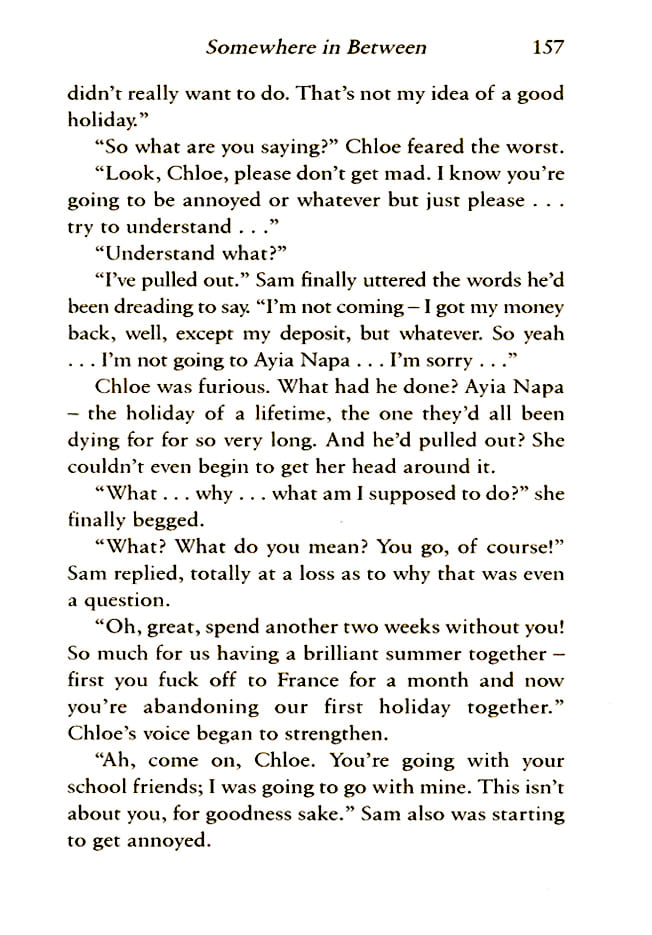 Somewhere in Between 157
didn't really want to do. That's not my idea of a good
holiday."
"So what are you saying?" Chloe feared the worst.
"Look, Chloe, please don't get mad. I know you're
going to be annoyed or whatever but just please . . .
try to understand . . ."
"Understand what?"
"I've pulled out." Sam finally uttered the words he'd
been dreading to say. "I'm not coming – I got my money
back, well, except my deposit, but whatever. So yeah
. . . I'm not going to Ayia Napa . . . I'm sorry . . ."
Chloe was furious. What had he done? Ayia Napa
– the holiday of a lifetime, the one they'd all been
dying for for so very long. And he'd pulled out? She
couldn't even begin to get her head around it.
"What . . . why . . . what am I supposed to do?" she
finally begged.
"What? What do you mean? You go, of course!"
Sam replied, totally at a loss as to why that was even
a question.
"Oh, great, spend another two weeks without you!
So much for us having a brilliant summer together –
first you fuck off to France for a month and now
you're abandoning our first holiday together."
Chloe's voice began to strengthen.
"Ah, come on, Chloe. You're going with your
school friends; I was going to go with mine. This isn't
about you, for goodness sake." Sam also was starting
to get annoyed.